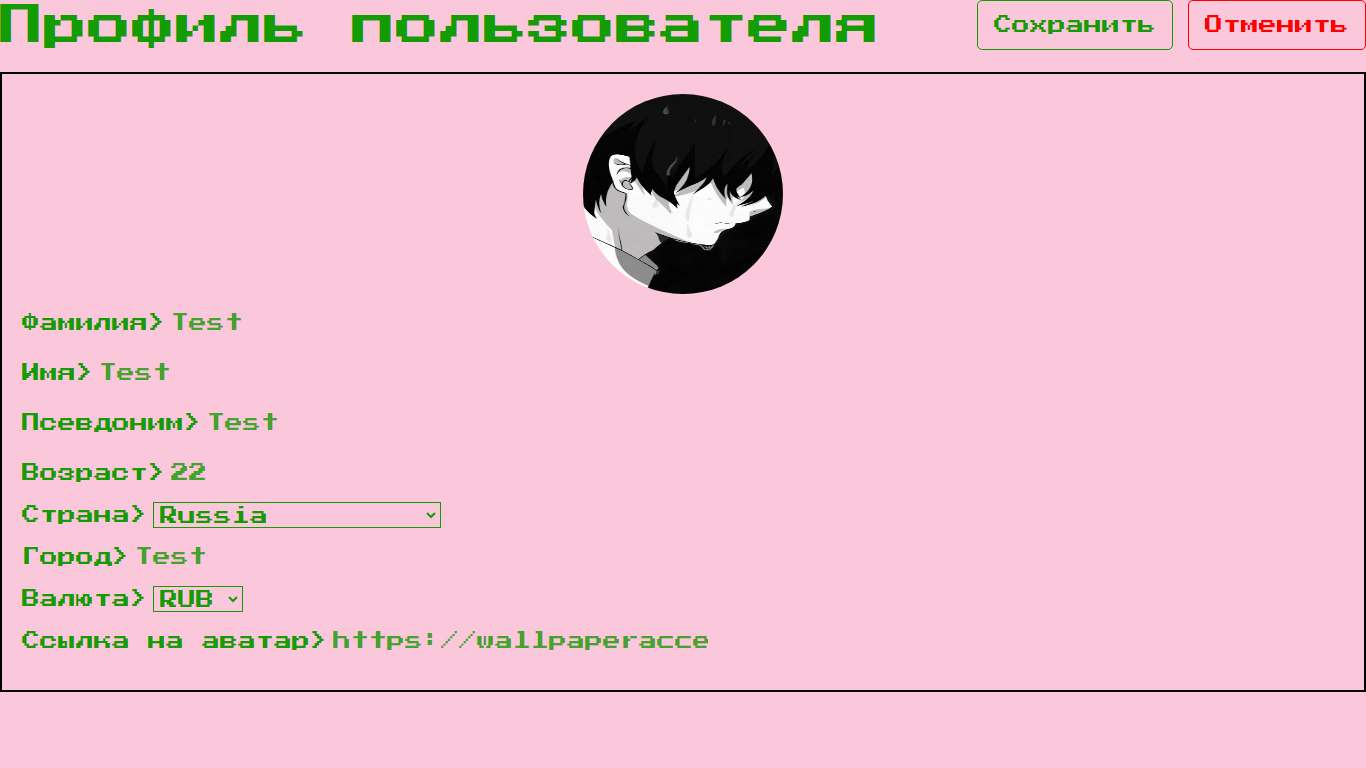 Профиль пользователя Сохранить Отменить
Фамилия> Test
Имя> Test
Псевдоним> Test
Возраст> 22
Страна> Russia
Город> Test
Валюта> RUB
Ссылка на аватар> https://wallpaperacce